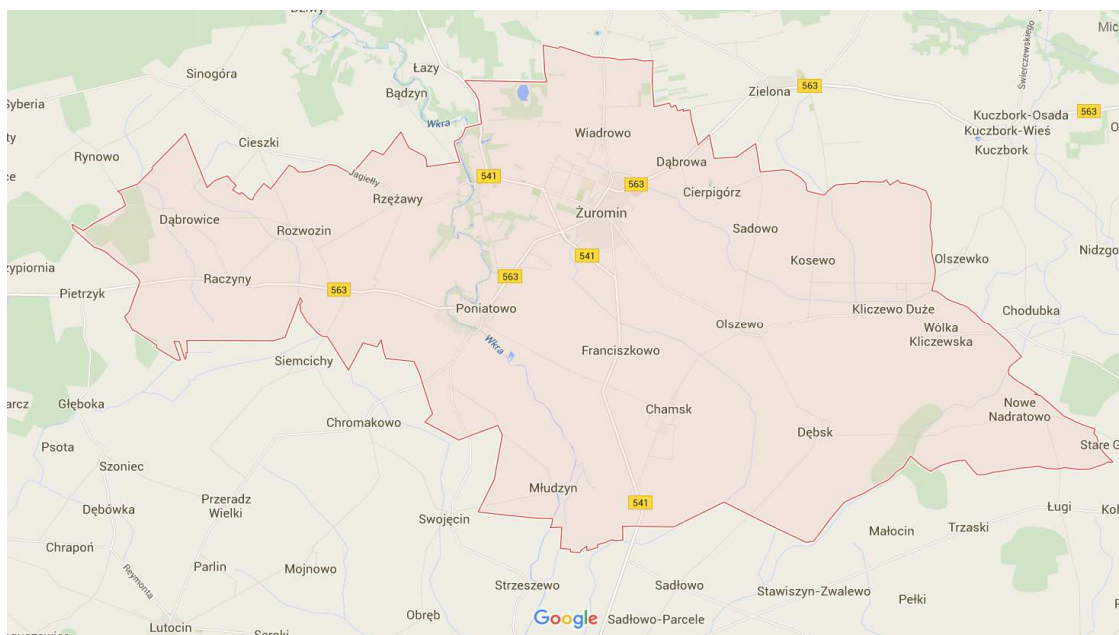 Sinogóra
Łazy
Bądzyn
Zielona
563
Świerczewskiego
Syberia
Wkra
Wiadrowo
Kuczbork-Osada
563
Kuczbork-Wieś
Kuczbork
Rynowo
Cieszki
Jagiełły
541
563
Dąbrowa
Cierpigórz
Rzężawy
Dąbrowice
Rozwozin
Żuromin
Sadowo
541
Kosewo
Olszewko
Raczyny
563
563
Pietrzyk
Poniatowo
Kliczewo Duże
Chodubka
Olszewo
Wólka
Kliczewska
Wkra
Franciszkowo
Siemcichy
Głęboka
Chamsk
Nowe
Nadratowo
Chromakowo
Dębsk
Psota
Szoniec
Młudzyn
Przeradz
Wielki
541
Dębówka
Swojęcin
Ługi
Małocin
Trzaski
Chrapoń
Reymonta
Parlin
Mojnowo
Strzeszewo
Sadłowo
Stawiszyn-Zwalewo
Pełki
Obręb
Google
Sadłowo-Parcele
Lutocin